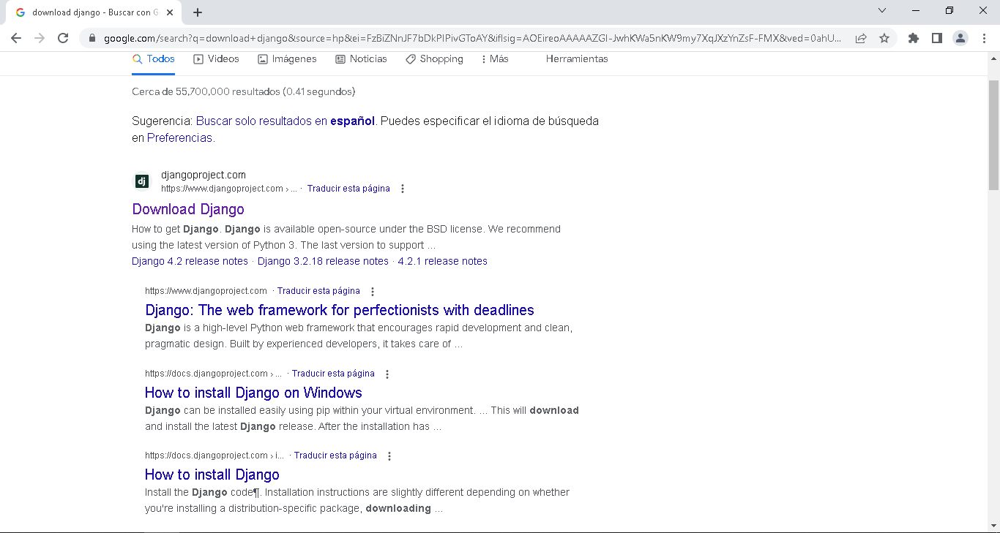 download django - Buscar con G
google.com/search?q=download+django&source=hp&ei=FzBiZNnJF7bDkPIPivGToAY&iflsig=AOEireoAAAAAZGI-JwhKWa5nKW9my7XqJXzYnZsF-FMX&ved=0ahU...
Todos Videos Imágenes Noticias Shopping Más Herramientas
Cerca de 55,700,000 resultados (0.41 segundos)
Sugerencia: Buscar solo resultados en español. Puedes especificar el idioma de búsqueda
en Preferencias.
dj djangoproject.com
https://www.djangoproject.com › ... · Traducir esta página
Download Django
How to get Django. Django is available open-source under the BSD license. We recommend
using the latest version of Python 3. The last version to support ...
Django 4.2 release notes · Django 3.2.18 release notes · 4.2.1 release notes
https://www.djangoproject.com · Traducir esta página
Django: The web framework for perfectionists with deadlines
Django is a high-level Python web framework that encourages rapid development and clean,
pragmatic design. Built by experienced developers, it takes care of ...
https://docs.djangoproject.com › ... · Traducir esta página
How to install Django on Windows
Django can be installed easily using pip within your virtual environment. ... This will download
and install the latest Django release. After the installation has ...
https://docs.djangoproject.com › i... · Traducir esta página
How to install Django
Install the Django code¶. Installation instructions are slightly different depending on whether
you're installing a distribution-specific package, downloading ...